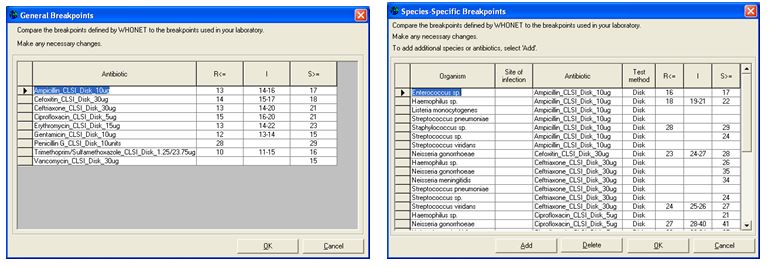 General Breakpoints
Compare the breakpoints defined by WHONET to the breakpoints used in your laboratory.
Make any necessary changes.
Antibiotic R<= I S>=
Ampicillin_CLSI_Disk_10ug 13 14-16 17
Cefoxitin_CLSI_Disk_30ug 14 15-17 18
Ceftriaxone_CLSI_Disk_30ug 13 14-20 21
Ciprofloxacin_CLSI_Disk_5ug 15 16-20 21
Erythromycin_CLSI_Disk_15ug 13 14-22 23
Gentamicin_CLSI_Disk_10ug 12 13-14 15
Penicillin G_CLSI_Disk_10units 28 29
Trimethoprim/Sulfamethoxazole_CLSI_Disk_1.25/23.75ug 10 11-15 16
Vancomycin_CLSI_Disk_30ug 15
OK Cancel
Species-Specific Breakpoints
Compare the breakpoints defined by WHONET to the breakpoints used in your laboratory.
Make any necessary changes.
To add additional species or antibiotics, select 'Add'.
Organism Site of infection Antibiotic Test method R<= I S>=
Enterococcus sp. Ampicillin_CLSI_Disk_10ug Disk 16 17
Haemophilus sp. Ampicillin_CLSI_Disk_10ug Disk 18 19-21 22
Listeria monocytogenes Ampicillin_CLSI_Disk_10ug Disk
Streptococcus pneumoniae Ampicillin_CLSI_Disk_10ug Disk
Staphylococcus sp. Ampicillin_CLSI_Disk_10ug Disk 28 29
Streptococcus sp. Ampicillin_CLSI_Disk_10ug Disk 24
Streptococcus viridans Ampicillin_CLSI_Disk_10ug Disk
Neisseria gonorrhoeae Cefoxitin_CLSI_Disk_30ug Disk 23 24-27 28
Haemophilus sp. Ceftriaxone_CLSI_Disk_30ug Disk 26
Neisseria gonorrhoeae Ceftriaxone_CLSI_Disk_30ug Disk 35
Neisseria meningitidis Ceftriaxone_CLSI_Disk_30ug Disk 34
Streptococcus pneumoniae Ceftriaxone_CLSI_Disk_30ug Disk
Streptococcus sp. Ceftriaxone_CLSI_Disk_30ug Disk 24
Streptococcus viridans Ceftriaxone_CLSI_Disk_30ug Disk 24 25-26 27
Haemophilus sp. Ciprofloxacin_CLSI_Disk_5ug Disk 21
Neisseria gonorrhoeae Ciprofloxacin_CLSI_Disk_5ug Disk 27 28-40 41
Add Delete OK Cancel